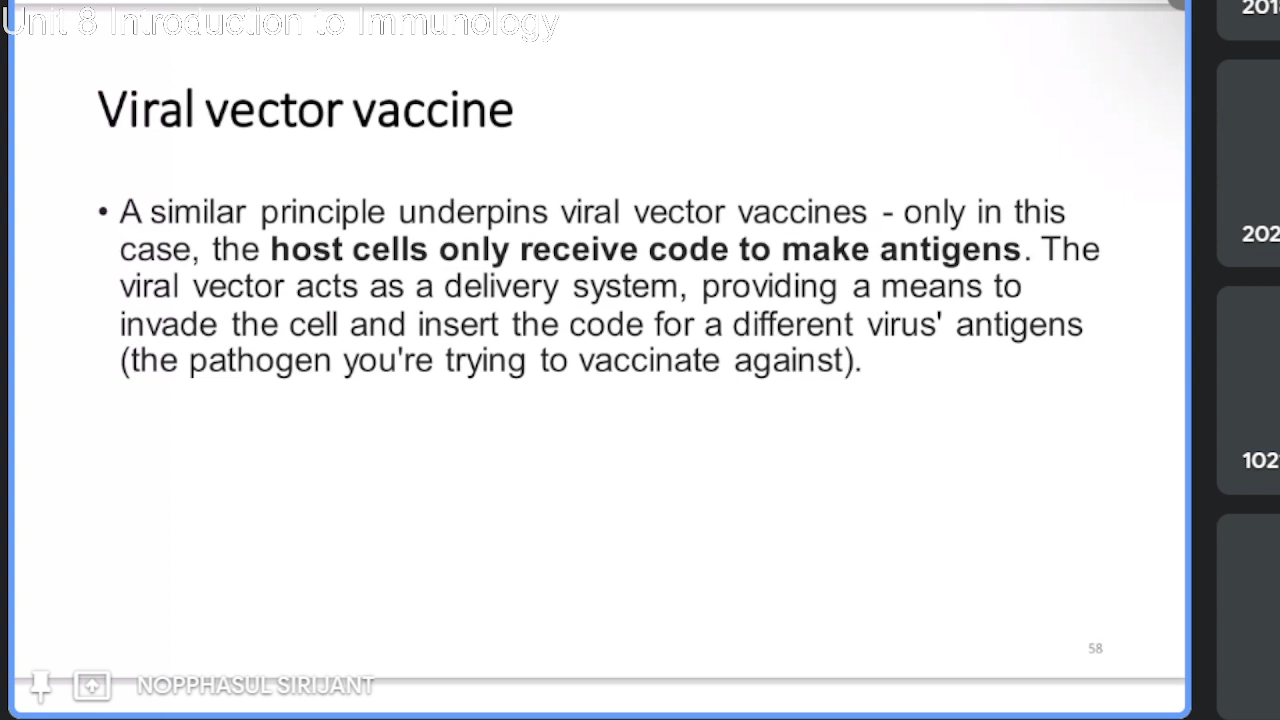 Unit 8 Introduction to Immunology
Viral vector vaccine
• A similar principle underpins viral vector vaccines - only in this
case, the host cells only receive code to make antigens. The
viral vector acts as a delivery system, providing a means to
invade the cell and insert the code for a different virus' antigens
(the pathogen you're trying to vaccinate against).
58
NOPPHASUL SIRIJANT
202
102